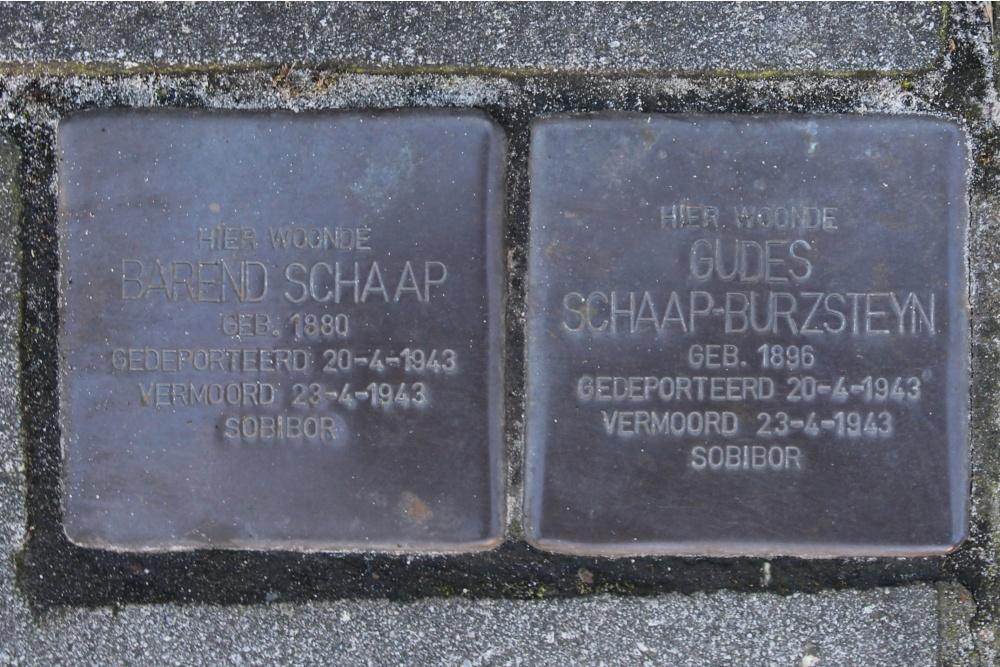 HIER WOONDE
BAREND SCHAAP
GEB. 1880
GEDEPORTEERD 20-4-1943
VERMOORD 23-4-1943
SOBIBOR
HIER WOONDE
GUDES
SCHAAP-BURZSTEYN
GEB. 1896
GEDEPORTEERD 20-4-1943
VERMOORD 23-4-1943
SOBIBOR